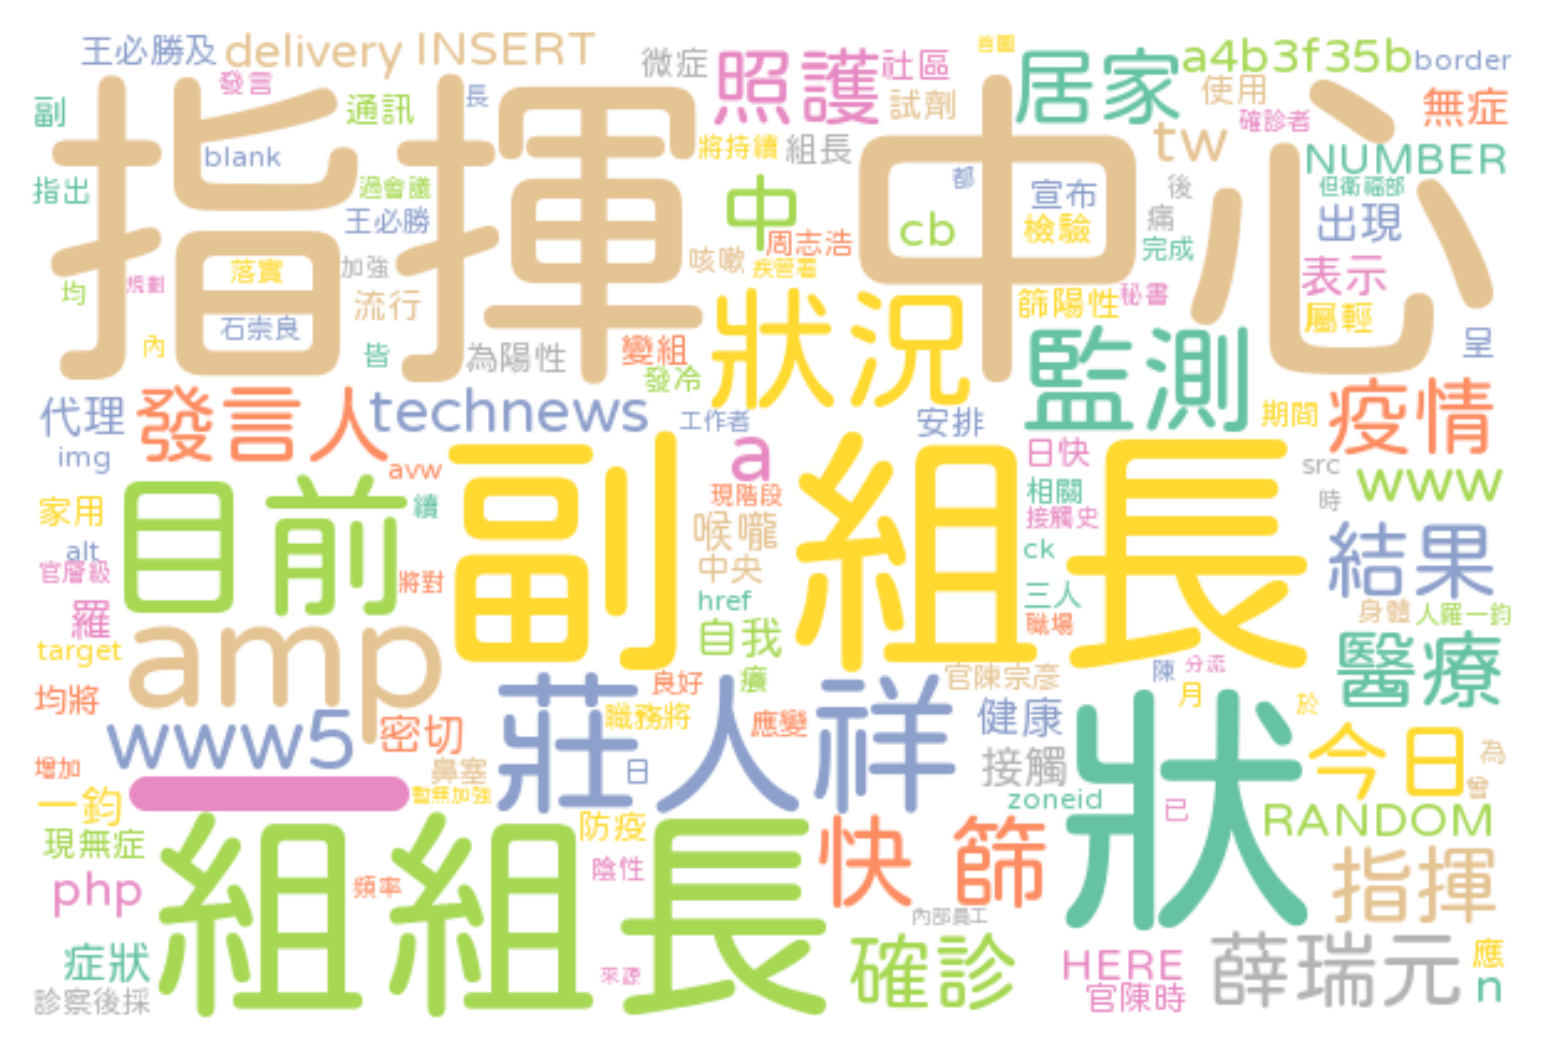 王必勝及 delivery INSERT 微症 照護 社區 首圖 居家 a4b3f35b border
副 發言 通訊 長 試劑 使用 確診者 無症
指揮中心
blank 將持續 組長 tw NUMBER
指出 過會議 王必勝 中 都 宣布 後 但衛福部
cb 檢驗 痛 出現
落實 加強 咳嗽 周志浩 疾管署 完成 表示
均 規劃 流行 篩陽性 秘書 屬輕
石崇良 狀況 監測
內 皆 為陽性 變組 發冷 呈
代理 發言人 technews 工作者 安排 期間 疫情
img avw a 日快 src www
家用 目前 續 副組長 現階段 相關 時
喉嚨 接觸史 結果
alt 官層級 將對 中央 ck
羅 amp href 三人 身體 人羅一鈞
target 自我 職場 醫療
均將 良好 癢 官陳宗彥 陳 分流
www5 密切 莊人祥 職務將 應變 健康 狀 月 於
增加 鼻塞 日 接觸 今日 為
一鈞 暫無加強 zoneid 已 曾
現無症 組組長 防疫 快篩 RANDOM
php 頻率 陰性 內部員工 指揮
症狀 來源 確診 HERE 薛瑞元 應
診察後採 官陳時 n